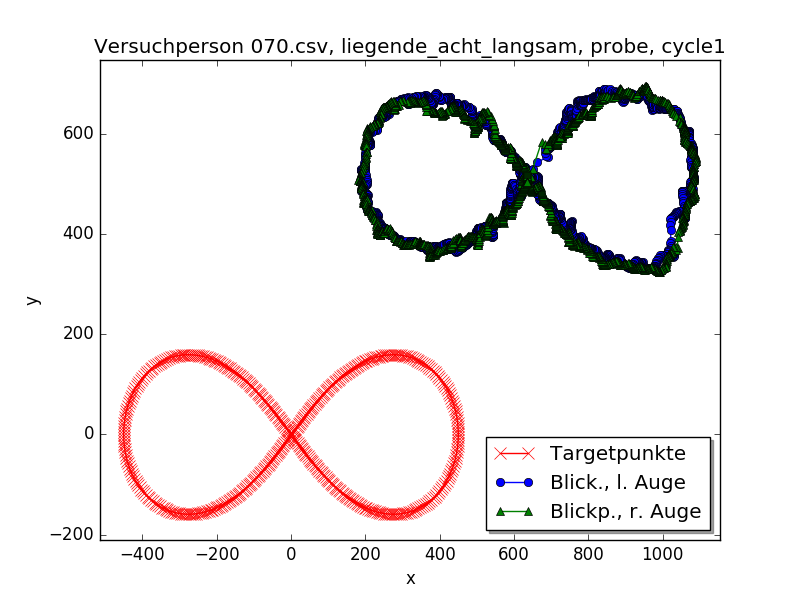 Versuchperson 070.csv, liegende_acht_langsam, probe, cycle1
y
600
400
200
0
−200
−400
−200
0
200
400
600
800
1000
x
Targetpunkte
Blick., l. Auge
Blickp., r. Auge